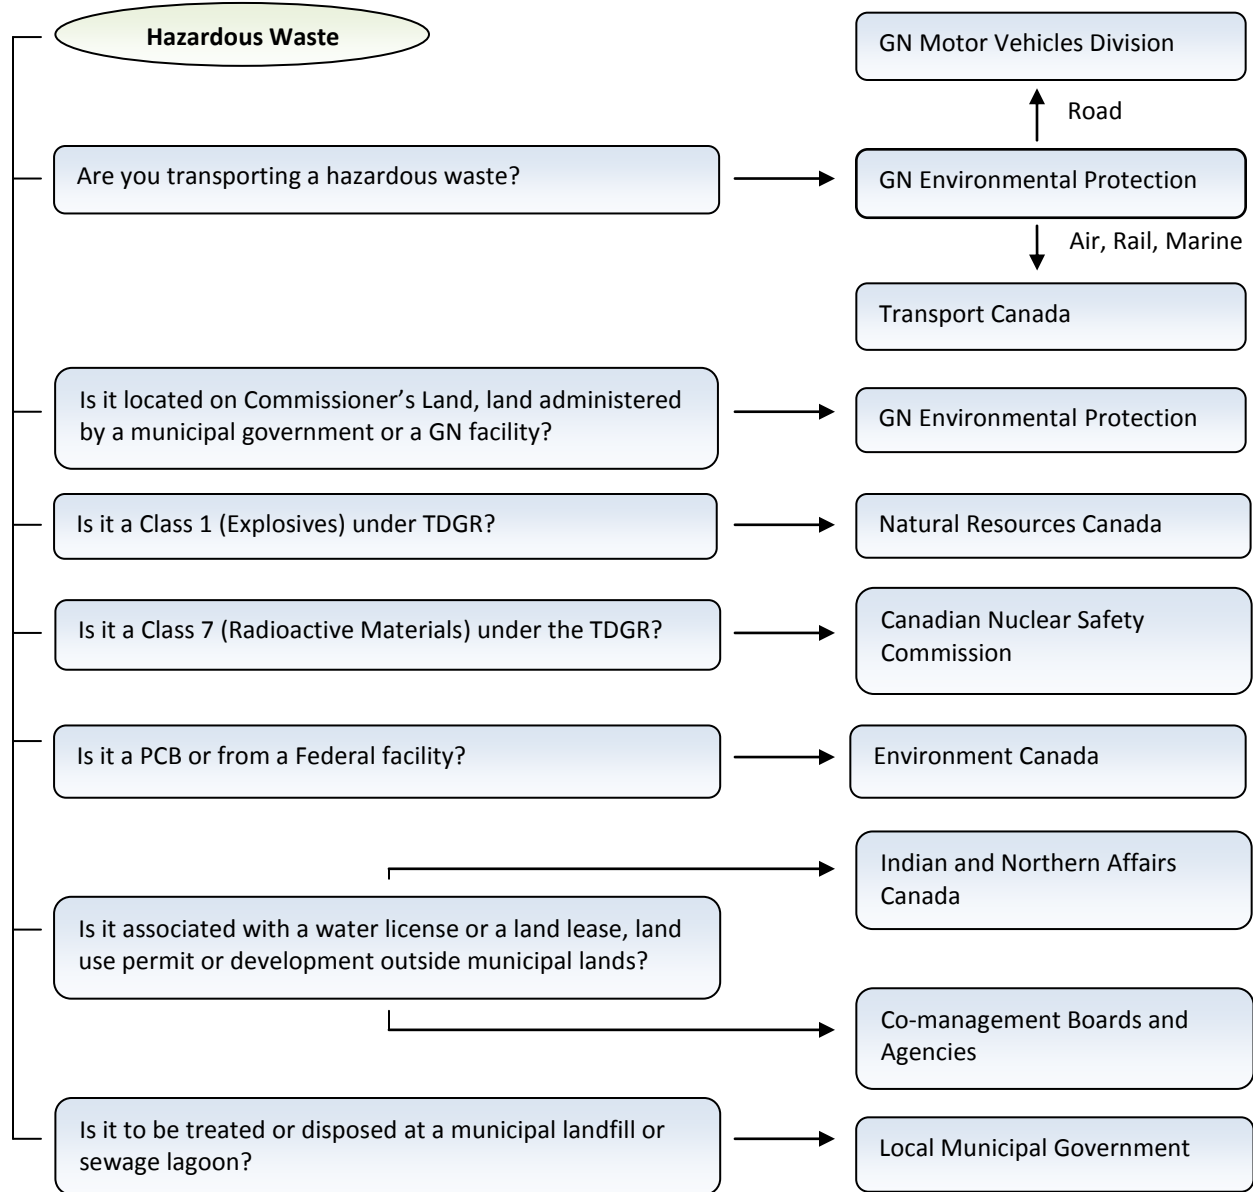 Hazardous Waste
GN Motor Vehicles Division
Road
Are you transporting a hazardous waste?
GN Environmental Protection
Air, Rail, Marine
Transport Canada
Is it located on Commissioner’s Land, land administered
by a municipal government or a GN facility?
GN Environmental Protection
Is it a Class 1 (Explosives) under TDGR?
Natural Resources Canada
Is it a Class 7 (Radioactive Materials) under the TDGR?
Canadian Nuclear Safety
Commission
Is it a PCB or from a Federal facility?
Environment Canada
Indian and Northern Affairs
Canada
Is it associated with a water license or a land lease, land
use permit or development outside municipal lands?
Co-management Boards and
Agencies
Is it to be treated or disposed at a municipal landfill or
sewage lagoon?
Local Municipal Government